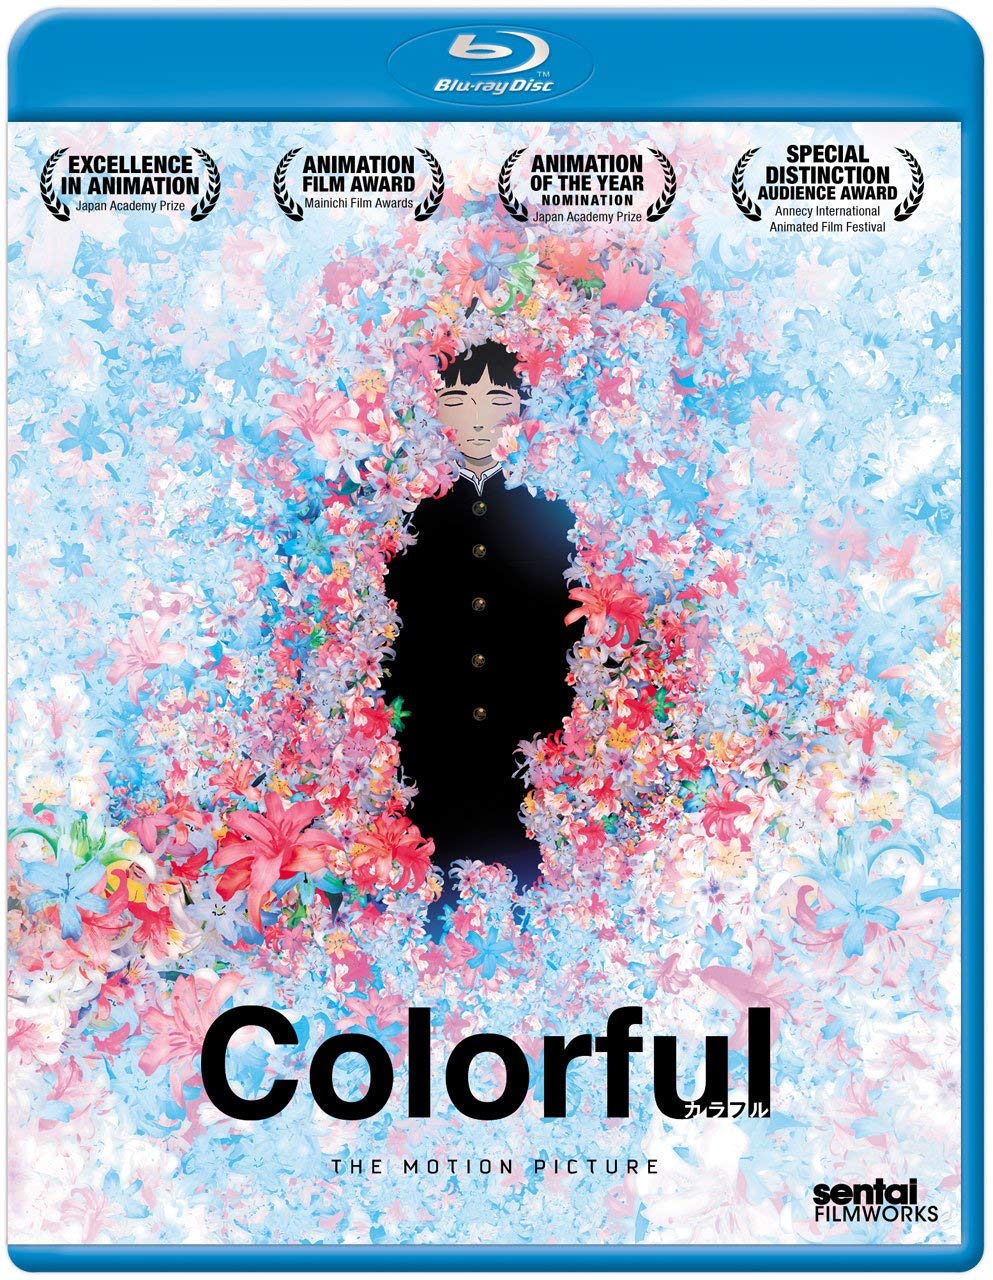 Blu-ray Disc™
EXCELLENCE
IN ANIMATION
Japan Academy Prize
ANIMATION
FILM AWARD
Mainichi Film Awards
ANIMATION
OF THE YEAR
NOMINATION
Japan Academy Prize
SPECIAL
DISTINCTION
AUDIENCE AWARD
Annecy International
Animated Film Festival
Colorful
カラフル
THE MOTION PICTURE
sentai
FILMWORKS